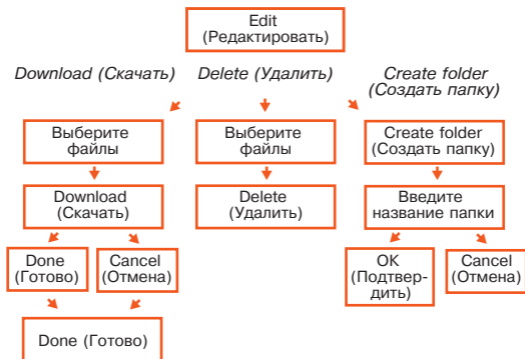 Edit
(Редактировать)
Download (Скачать)
Delete (Удалить)
Create folder
(Создать папку)
Выберите
файлы
Выберите
файлы
Create folder
(Создать папку)
Download
(Скачать)
Delete
(Удалить)
Введите
название папки
Done
(Готово)
Cancel
(Отмена)
OK
(Подтвер-
дить)
Cancel
(Отмена)
Done (Готово)